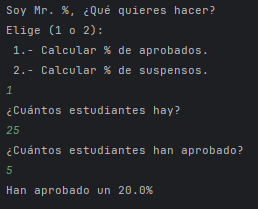 Soy Mr. %, ¿Qué quieres hacer?
Elige (1 o 2):
 1.- Calcular % de aprobados.
 2.- Calcular % de suspensos.
1
¿Cuántos estudiantes hay?
25
¿Cuántos estudiantes han aprobado?
5
Han aprobado un 20.0%